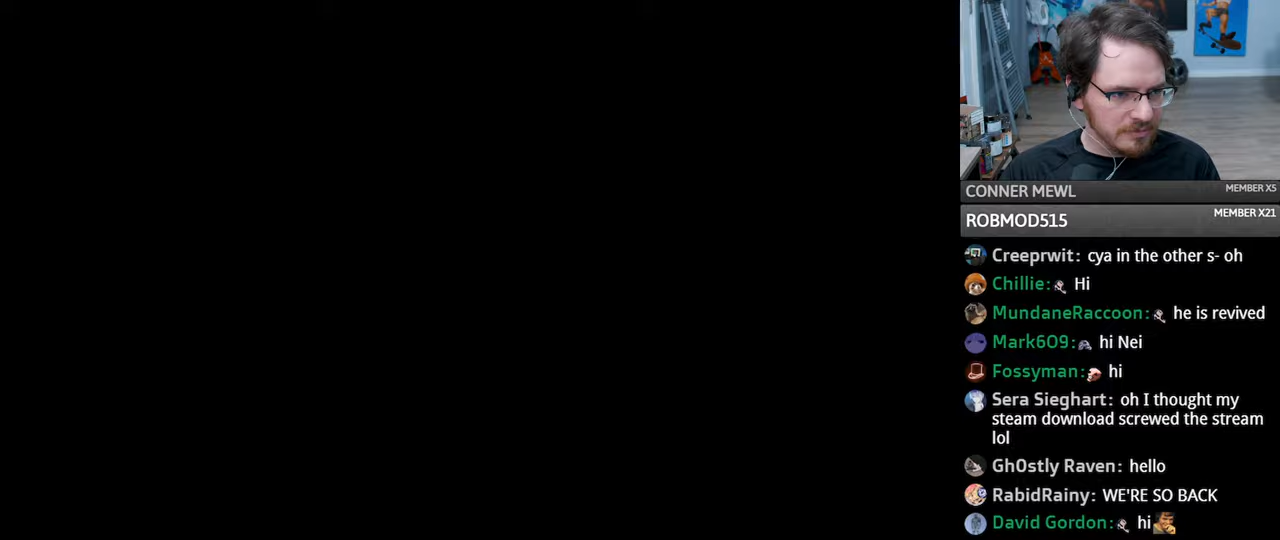 CONNER MEWL MEMBER X5
ROBMOD515 MEMBER X21
Creeprwit: cya in the other s- oh
Chillie: Hi
MundaneRaccoon: he is revived
Mark6O9: hi Nei
Fossyman: hi
Sera Sieghart: oh I thought my
steam download screwed the stream
lol
Gh0stly Raven: hello
RabidRainy: WE'RE SO BACK
David Gordon: hi